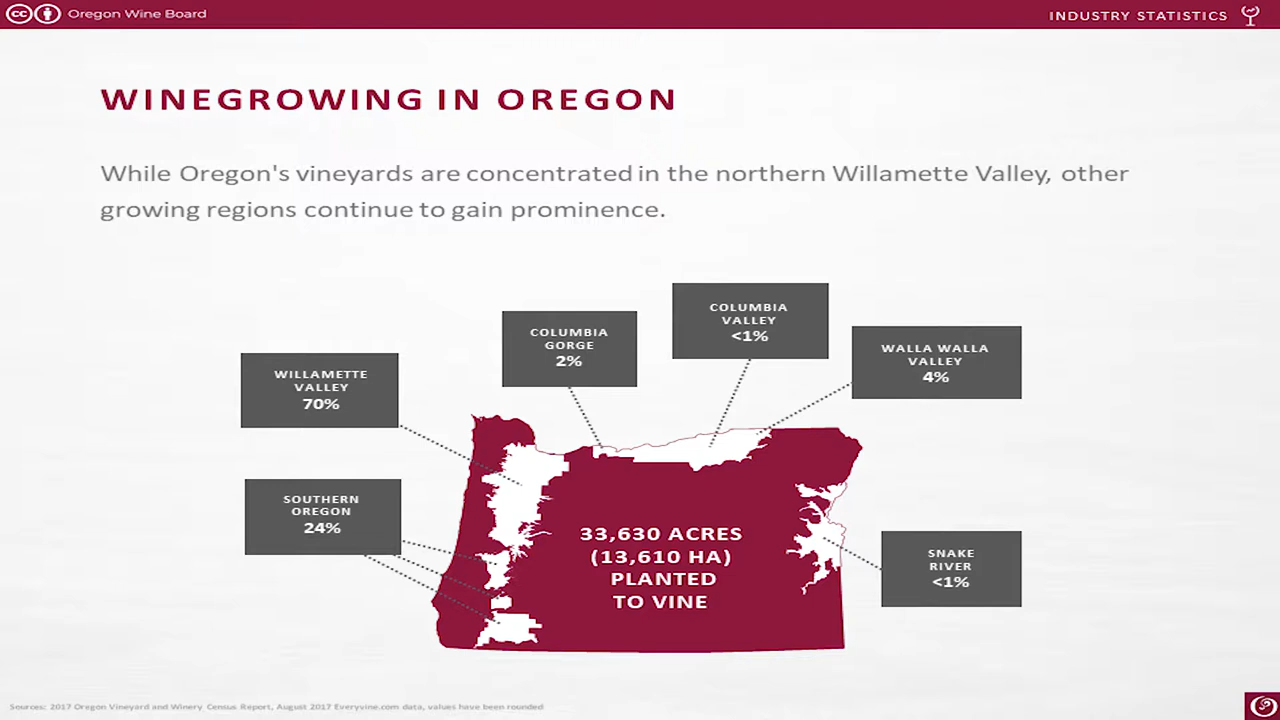 cc Oregon Wine Board
INDUSTRY STATISTICS
WINEGROWING IN OREGON
While Oregon's vineyards are concentrated in the northern Willamette Valley, other
growing regions continue to gain prominence.
COLUMBIA
VALLEY
<1%
COLUMBIA
GORGE
2%
WALLA WALLA
VALLEY
4%
WILLAMETTE
VALLEY
70%
SOUTHERN
OREGON
24%
33,630 ACRES
(13,610 HA)
PLANTED
TO VINE
SNAKE
RIVER
<1%
Sources: 2017 Oregon Vineyard and Winery Census Report, August 2017 Everyvine.com data, values have been rounded